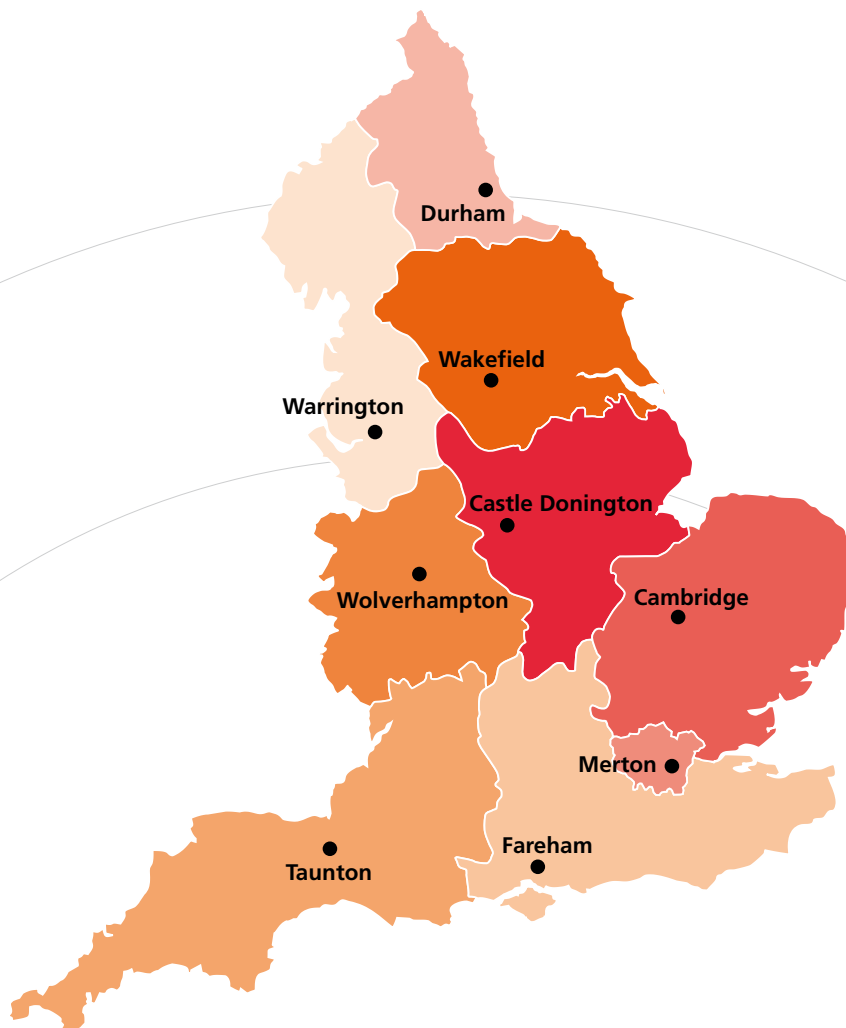 Durham
Wakefield
Warrington
Castle Donington
Wolverhampton
Cambridge
Merton
Fareham
Taunton